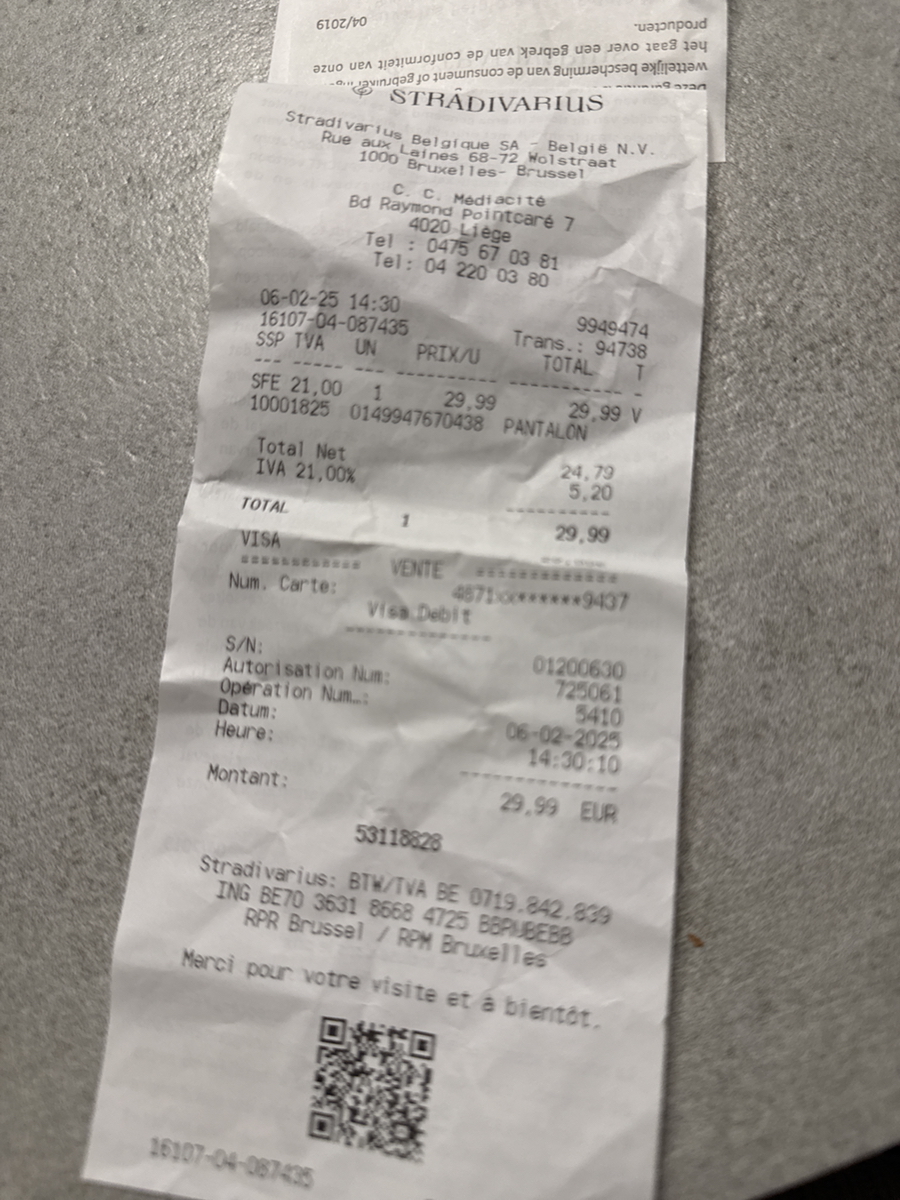 04/2019
producten.
het gaat over een gebrek van de conformiteit van onze
wettelijke bescherming van de consument of gebruiker
STRADIVARIUS
Stradivarius Belgique SA - België N.V.
Rue aux Laines 68-72 Wolstraat
1000 Bruxelles- Brussel
C. C. Médiacité
Bd Raymond Pointcaré 7
4020 Liège
Tel : 0475 67 03 81
Tel: 04 220 03 80
06-02-25 14:30 9949474
16107-04-087435 Trans.: 94738
SSP TVA UN PRIX/U TOTAL T
--- ----- --- ---------- ----------- -
SFE 21,00 1 29,99 29,99 V
10001825 0149947670438 PANTALON
Total Net 24,79
IVA 21,00% 5,20
----------
TOTAL 1 29,99
VISA
============ VENTE ==============
Num. Carte: 4871********9437
Visa Debit
--------------
S/N: 01200630
Autorisation Num: 725061
Opération Num…: 5410
Datum: 06-02-2025
Heure: 14:30:10
---------------
Montant: 29,99 EUR
53118828
Stradivarius: BTW/TVA BE 0719.842.839
ING BE70 3631 8668 4725 BBRUBEBB
RPR Brussel / RPM Bruxelles
Merci pour votre visite et à bientôt.
16107-04-087435